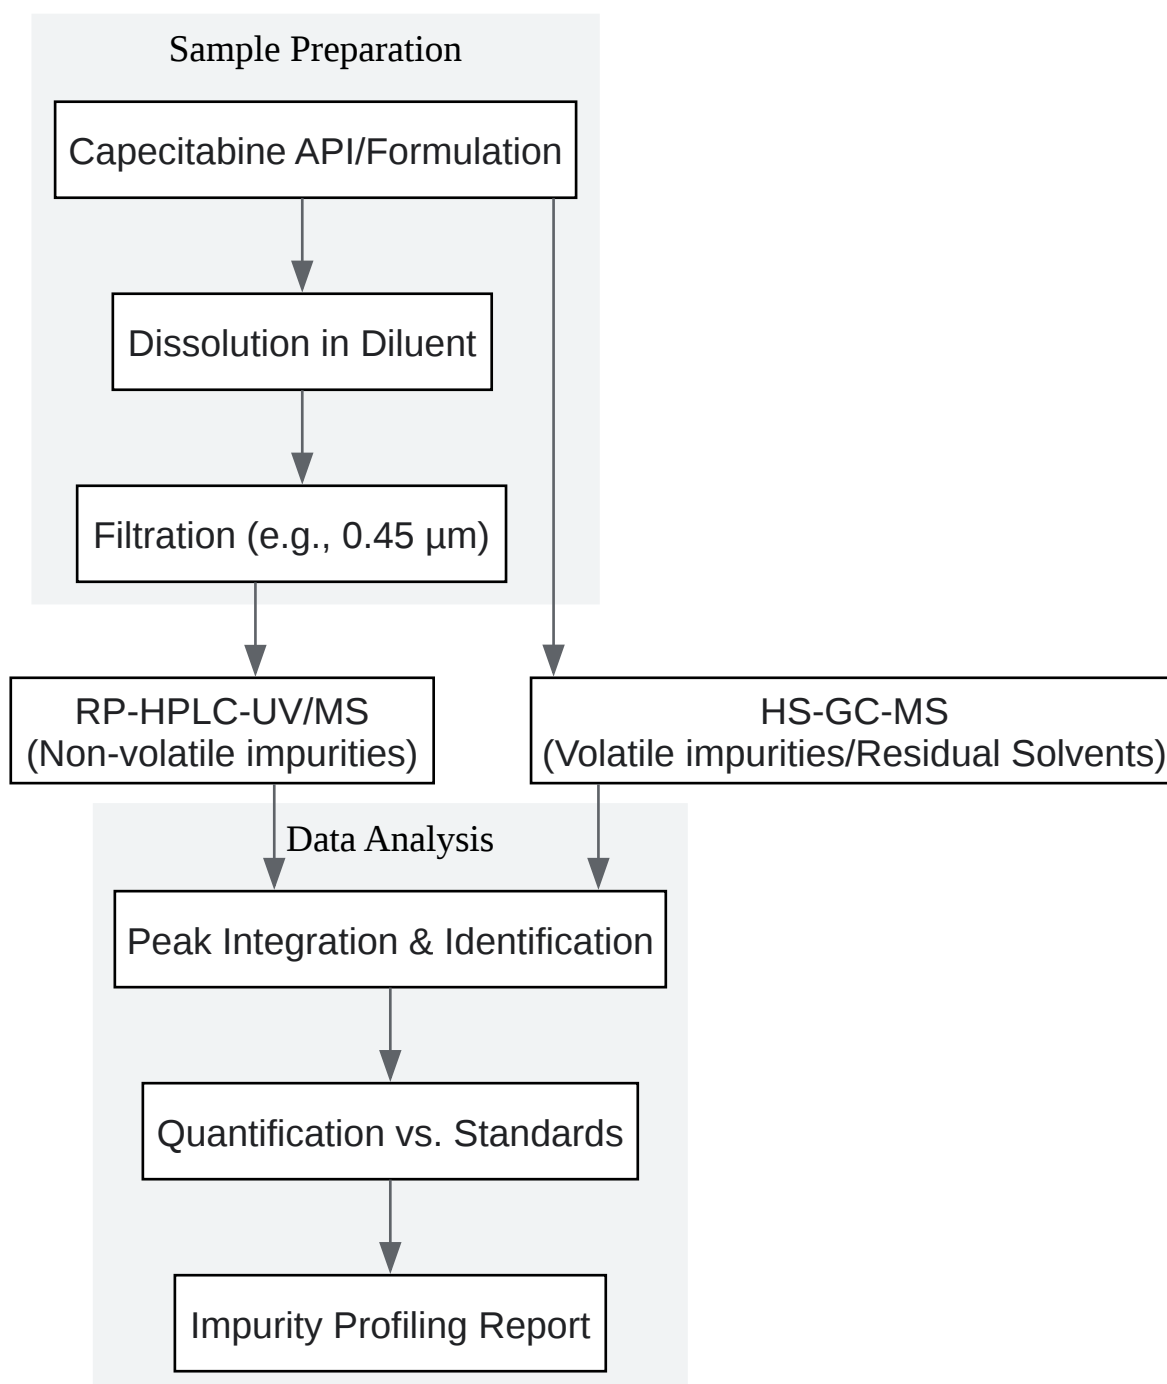 Sample Preparation
Capecitabine API/Formulation
Dissolution in Diluent
Filtration (e.g., 0.45 µm)
RP-HPLC-UV/MS
(Non-volatile impurities)
HS-GC-MS
(Volatile impurities/Residual Solvents)
Data Analysis
Peak Integration & Identification
Quantification vs. Standards
Impurity Profiling Report